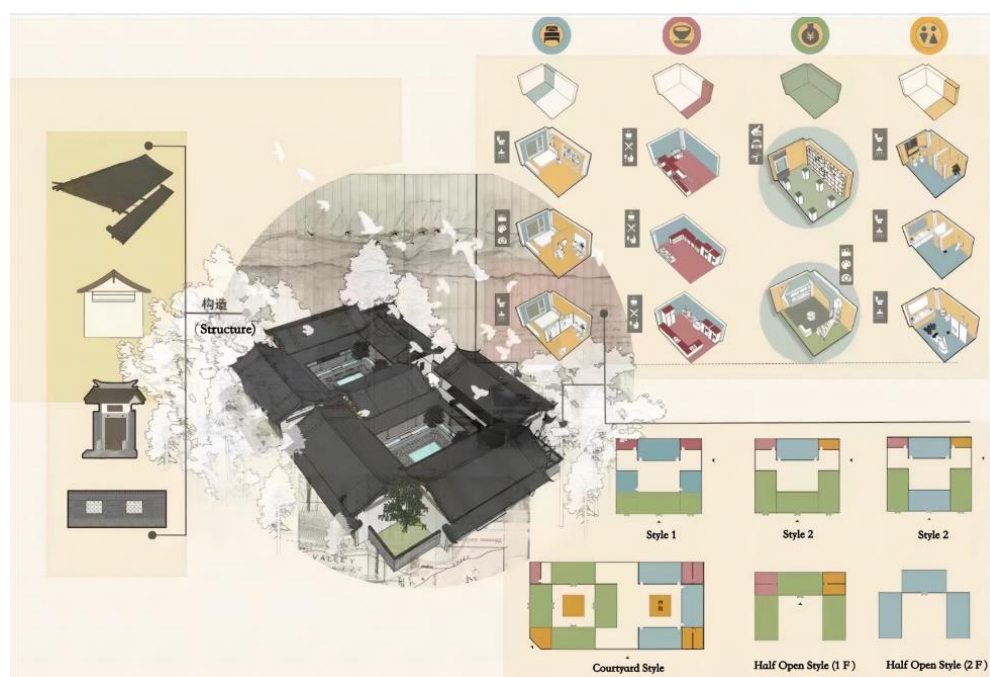 构造
(Structure)
¥
VALLEY
Style 1
Style 2
Style 2
Courtyard Style
Half Open Style (1 F)
Half Open Style (2 F)